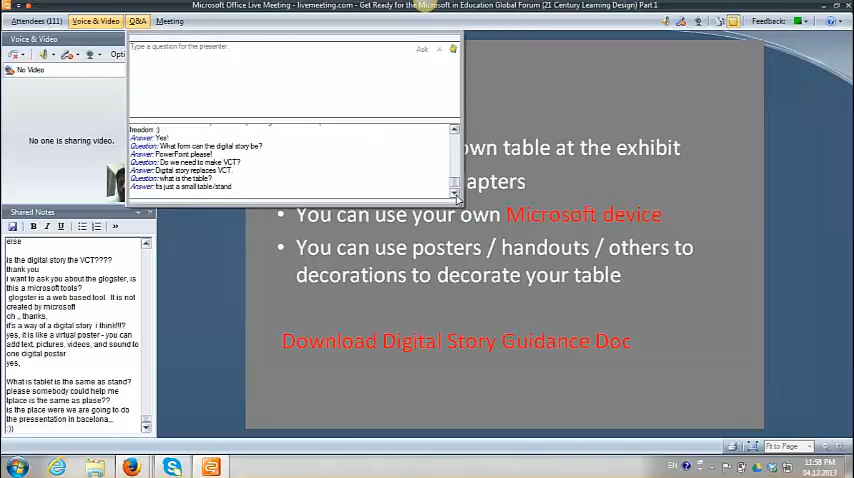 Microsoft Office Live Meeting - livemeeting.com - Get Ready for the Microsoft in Education Global Forum (21 Century Learning Design) Part 1
Attendees (111)
Voice & Video
Q&A
Meeting
Feedback:
Voice & Video
Opti
No Video
No one is sharing video.
Type a question for the presenter.
Ask
freedom :)
Answer: Yes!
Question: What form can the digital story be?
Answer: PowerPoint please!
Question: Do we need to make VCT?
Answer: Digital story replaces VCT.
Question: what is the table?
Answer: Its just a small table/stand
Shared Notes
B I U
else
is the digital story the VCT????
thank you
i want to ask you about the glogster, is
this a microsoft tools?
glogster is a web based tool It is not
created by microsoft
oh ,, thanks,
it's a way of a digital story i think!!!?
yes, it is like a virtual poster - you can
add text, pictures, videos, and sound to
one digital poster
yes,
What is tablet is the same as stand?
please somebody could help me
Iplace is the same as plase??
is the place were we are going to do
the pressentation in bacelona,,,
:))
own table at the exhibit
apters
• You can use your own Microsoft device
• You can use posters / handouts / others to
decorations to decorate your table
Download Digital Story Guidance Doc
Fit to Page
EN
11:58 PM
04.12.2013